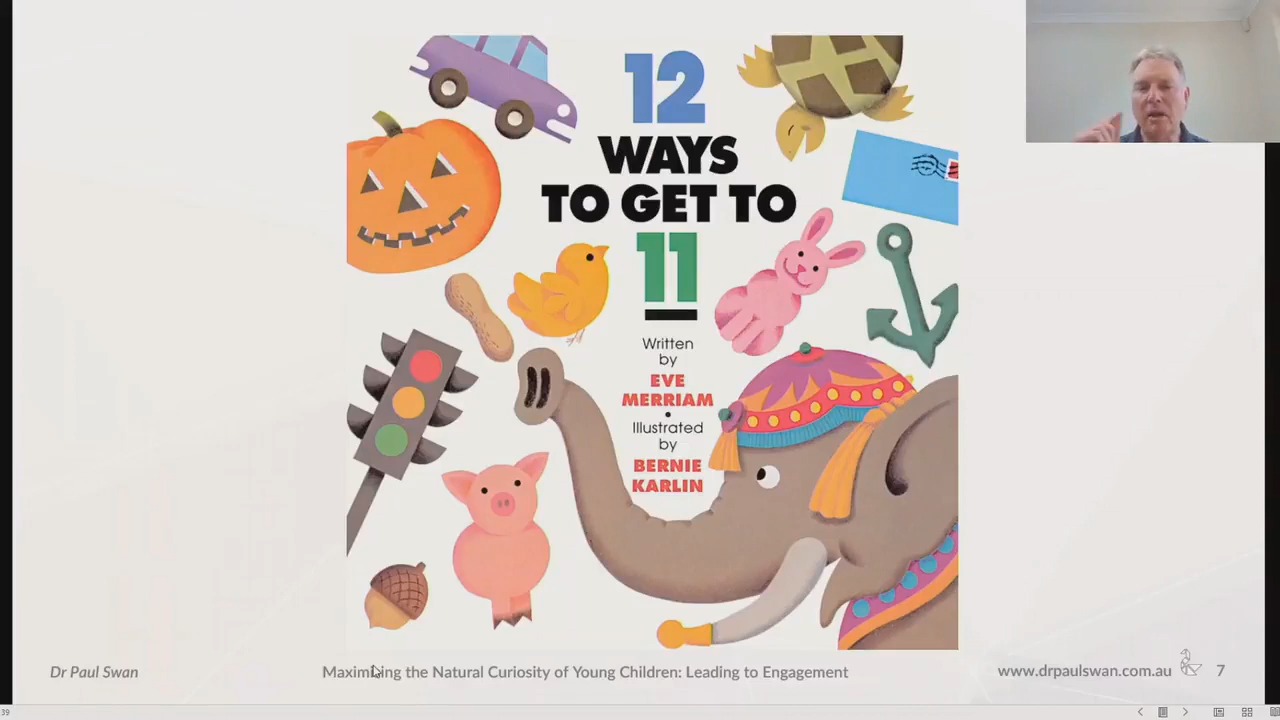 12
WAYS
TO GET TO
11
Written
by
EVE
MERRIAM
•
Illustrated
by
BERNIE
KARLIN
Dr Paul Swan
Maximising the Natural Curiosity of Young Children: Leading to Engagement
www.drpaulswan.com.au
7
39